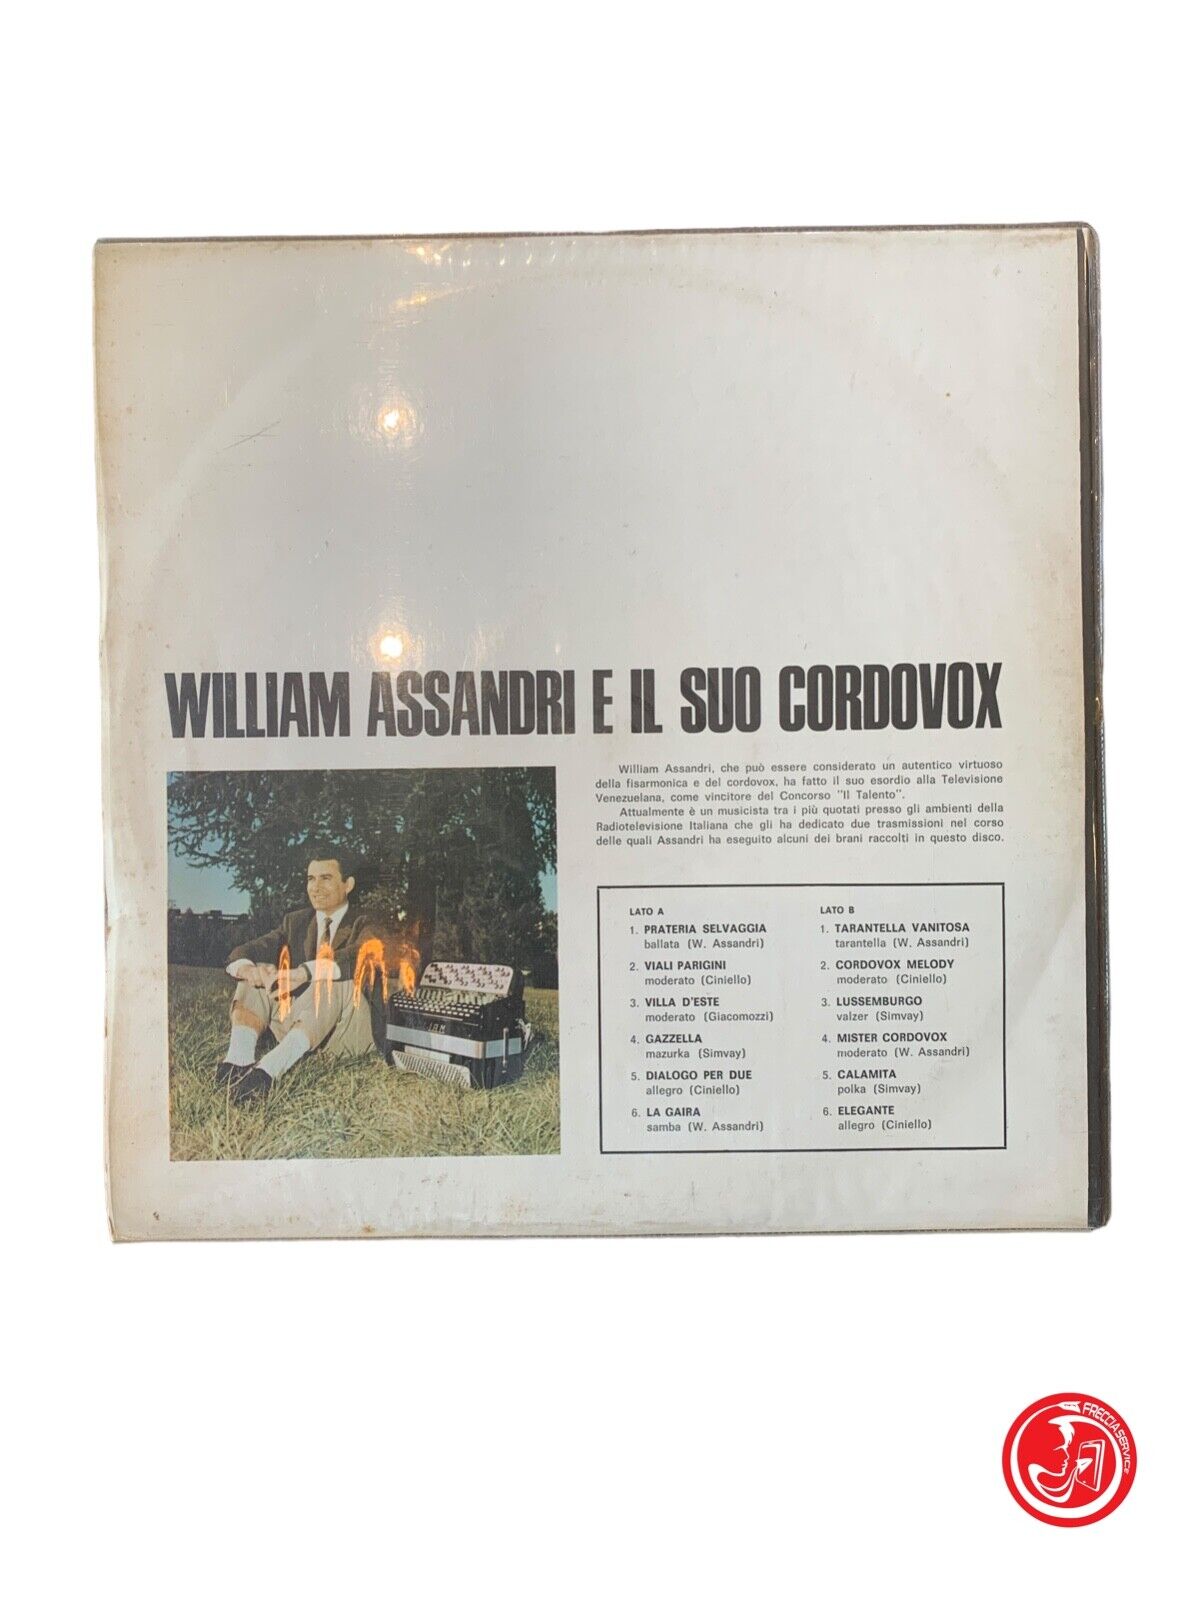 WILLIAM ASSANDRI E IL SUO CORDOVOX
William Assandri, che può essere considerato un autentico virtuoso
della fisarmonica e del cordovox, ha fatto il suo esordio alla Televisione
Venezuelana, come vincitore del Concorso "Il Talento".
Attualmente è un musicista tra i più quotati presso gli ambienti della
Radiotelevisione Italiana che gli ha dedicato due trasmissioni nel corso
delle quali Assandri ha eseguito alcuni dei brani raccolti in questo disco.
LATO A
1. PRATERIA SELVAGGIA
ballata (W. Assandri)
2. VIALI PARIGINI
moderato (Ciniello)
3. VILLA D'ESTE
moderato (Giacomozzi)
4. GAZZELLA
mazurka (Simvay)
5. DIALOGO PER DUE
allegro (Ciniello)
6. LA GAIRA
samba (W. Assandri)
LATO B
1. TARANTELLA VANITOSA
tarantella (W. Assandri)
2. CORDOVOX MELODY
moderato (Ciniello)
3. LUSSEMBURGO
valzer (Simvay)
4. MISTER CORDOVOX
moderato (W. Assandri)
5. CALAMITA
polka (Simvay)
6. ELEGANTE
allegro (Ciniello)
FRECCIA SERVICE